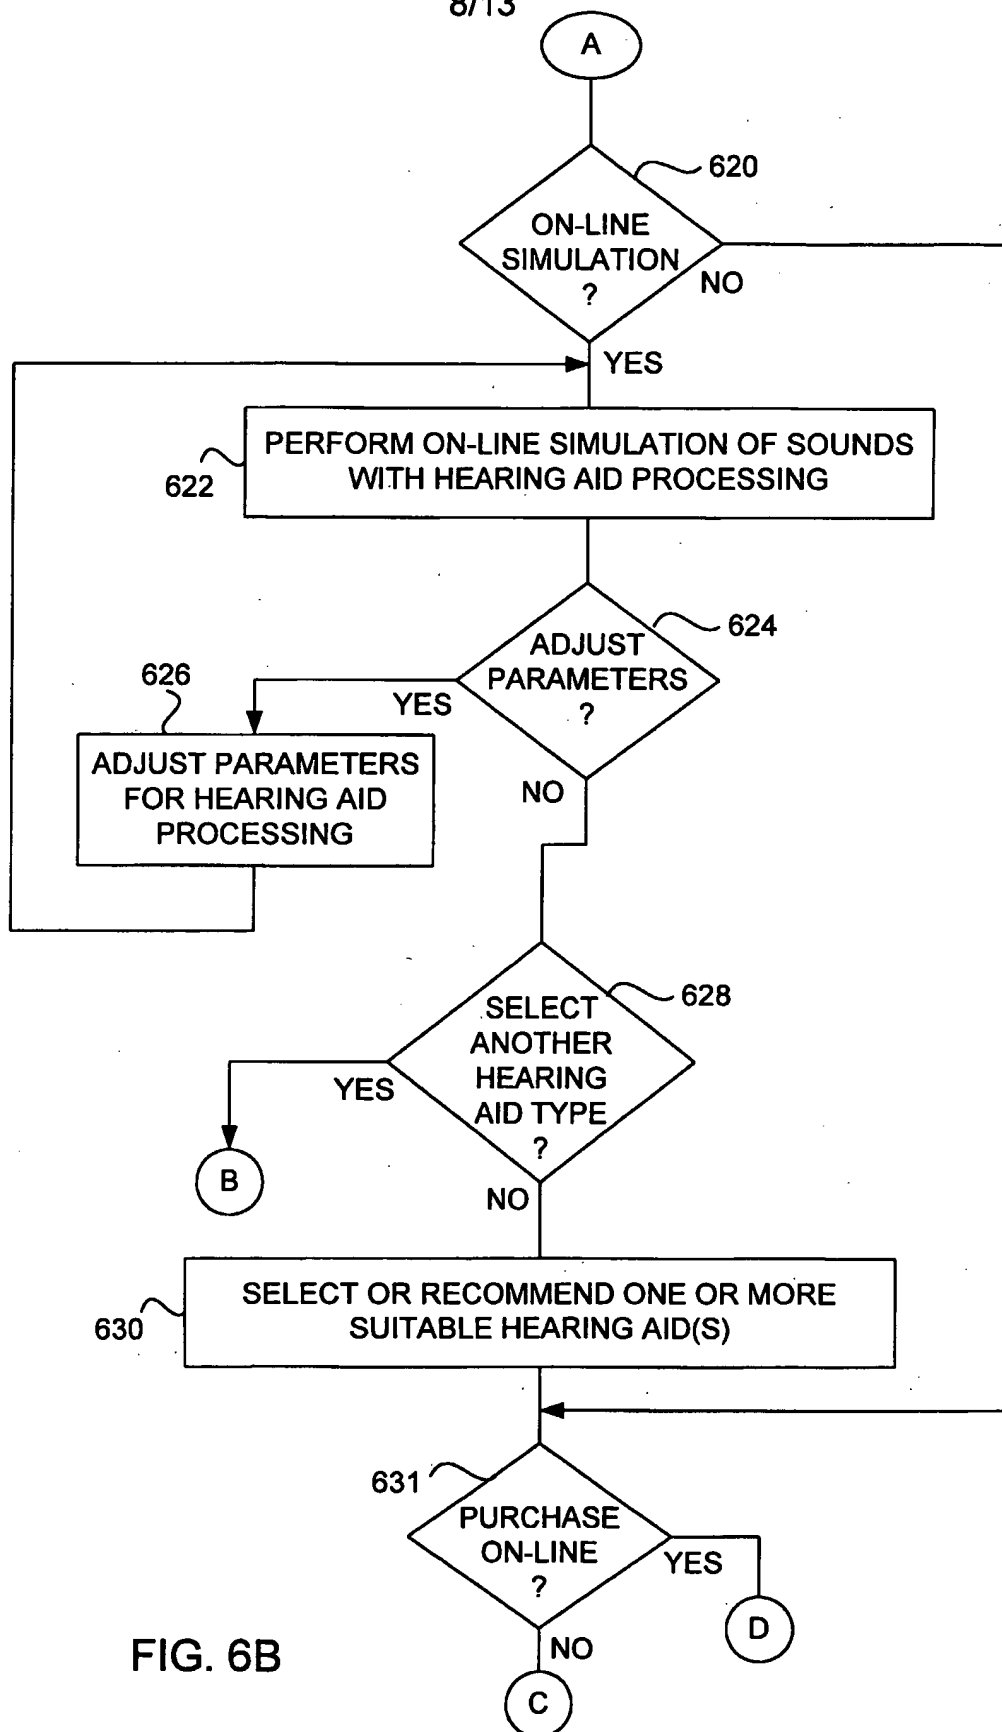 8/13
A
620
ON-LINE
SIMULATION
?
NO
YES
PERFORM ON-LINE SIMULATION OF SOUNDS
WITH HEARING AID PROCESSING
622
624
ADJUST
PARAMETERS
?
YES
626
ADJUST PARAMETERS
FOR HEARING AID
PROCESSING
NO
628
SELECT
ANOTHER
HEARING
AID TYPE
?
YES
B
NO
SELECT OR RECOMMEND ONE OR MORE
SUITABLE HEARING AID(S)
630
631
PURCHASE
ON-LINE
?
YES
D
NO
C
FIG. 6B